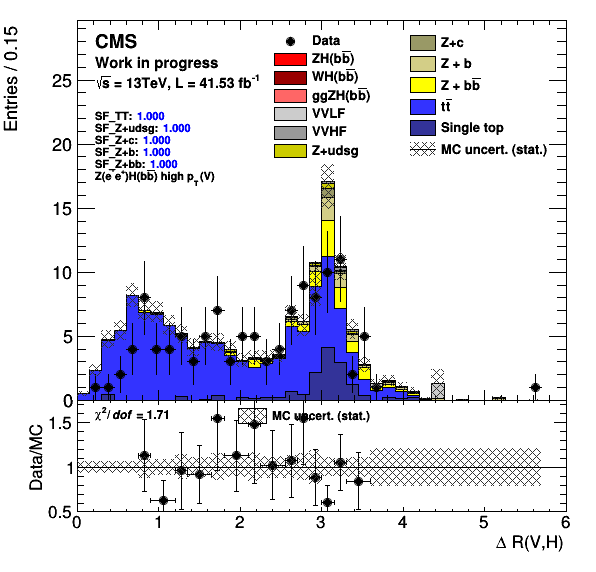 Entries / 0.15
CMS
Work in progress
√s = 13TeV, L = 41.53 fb⁻¹
SF_TT: 1.000
SF_Z+udsg: 1.000
SF_Z+c: 1.000
SF_Z+b: 1.000
SF_Z+bb: 1.000
Z(e⁻e⁺)H(bb̅) high p_T(V)
Data
ZH(bb̅)
WH(bb̅)
ggZH(bb̅)
VVLF
VVHF
Z+udsg
Z+c
Z + b
Z + bb̅
tt̅
Single top
MC uncert. (stat.)
25
20
15
10
5
0
χ²/dof = 1.71
MC uncert. (stat.)
Data/MC
1.5
1
0.5
0 1 2 3 4 5 6
Δ R(V,H)